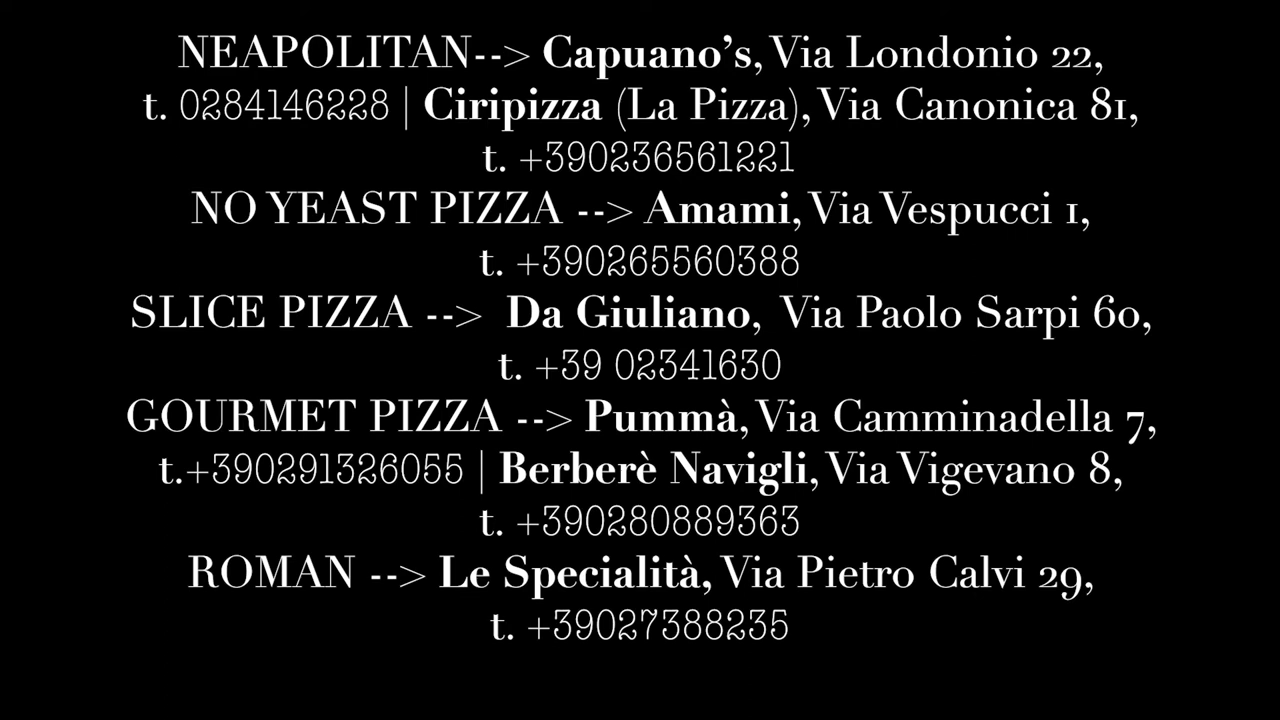 NEAPOLITAN--> Capuano's, Via Londonio 22,
t. 0284146228 | Ciripizza (La Pizza), Via Canonica 81,
t. +390236561221
NO YEAST PIZZA --> Amami, Via Vespucci 1,
t. +390265560388
SLICE PIZZA --> Da Giuliano, Via Paolo Sarpi 60,
t. +39 02341630
GOURMET PIZZA --> Pummà, Via Camminadella 7,
t.+390291326055 | Berberè Navigli, Via Vigevano 8,
t. +390280889363
ROMAN --> Le Specialità, Via Pietro Calvi 29,
t. +39027388235